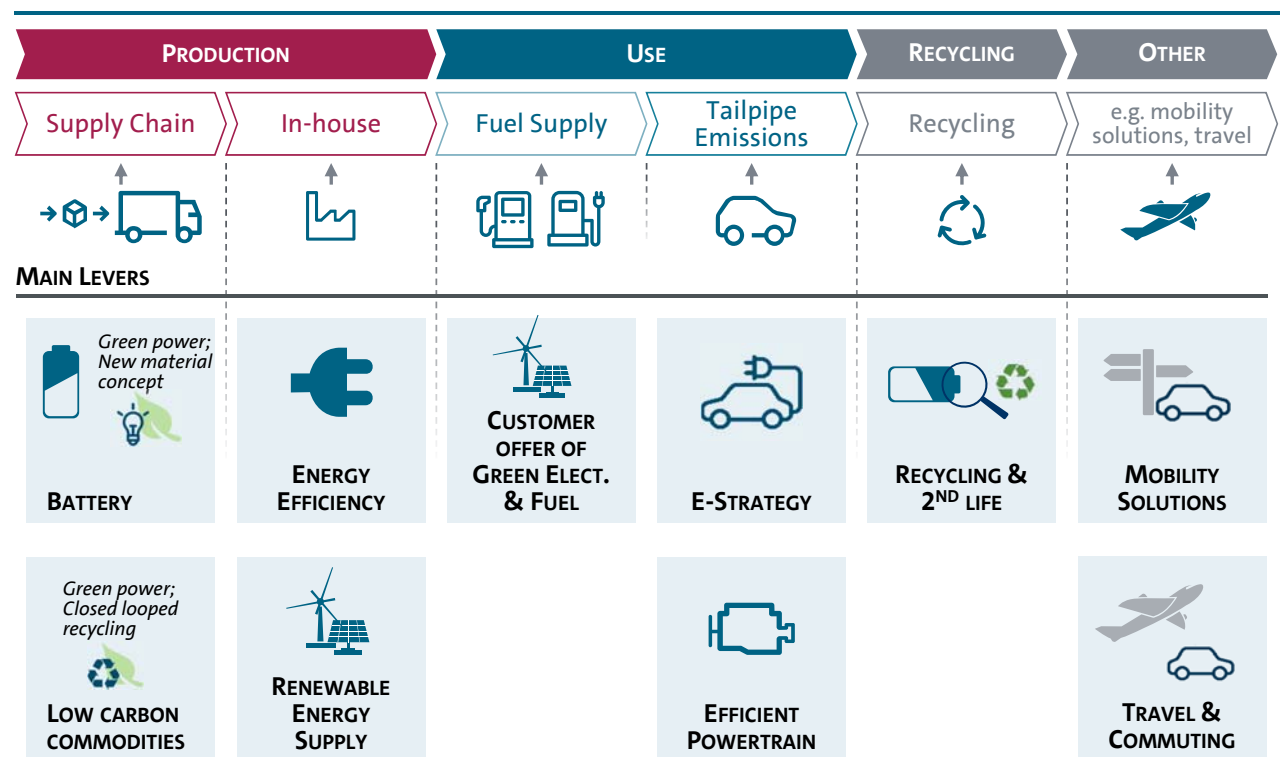 PRODUCTION
USE
RECYCLING
OTHER
Supply Chain
In-house
Fuel Supply
Tailpipe
Emissions
Recycling
e.g. mobility
solutions, travel
MAIN LEVERS
Green power;
New material
concept
BATTERY
ENERGY
EFFICIENCY
CUSTOMER
OFFER OF
GREEN ELECT.
& FUEL
E-STRATEGY
RECYCLING &
2ND LIFE
MOBILITY
SOLUTIONS
Green power;
Closed looped
recycling
LOW CARBON
COMMODITIES
RENEWABLE
ENERGY
SUPPLY
EFFICIENT
POWERTRAIN
TRAVEL &
COMMUTING